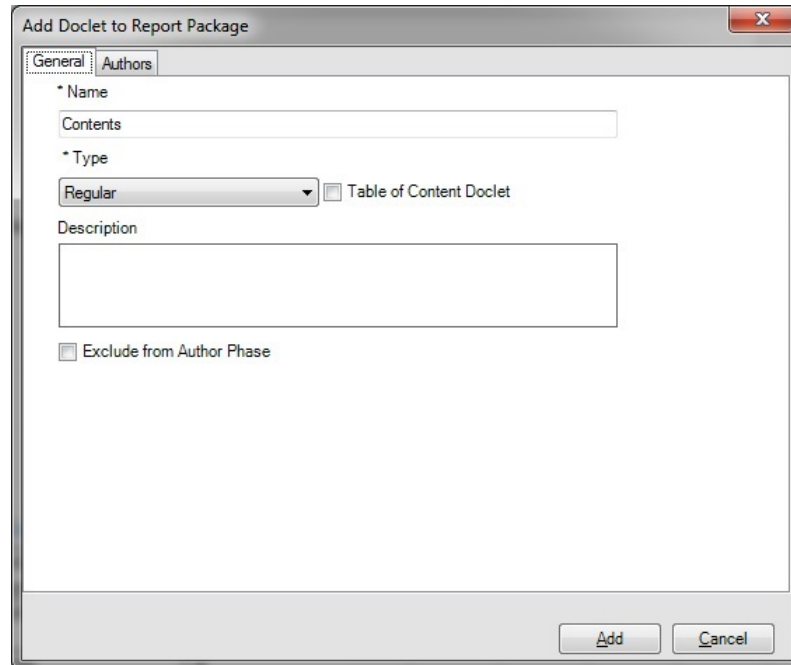 Add Doclet to Report Package
General Authors
* Name
Contents
* Type
Regular Table of Content Doclet
Description
Exclude from Author Phase
Add Cancel